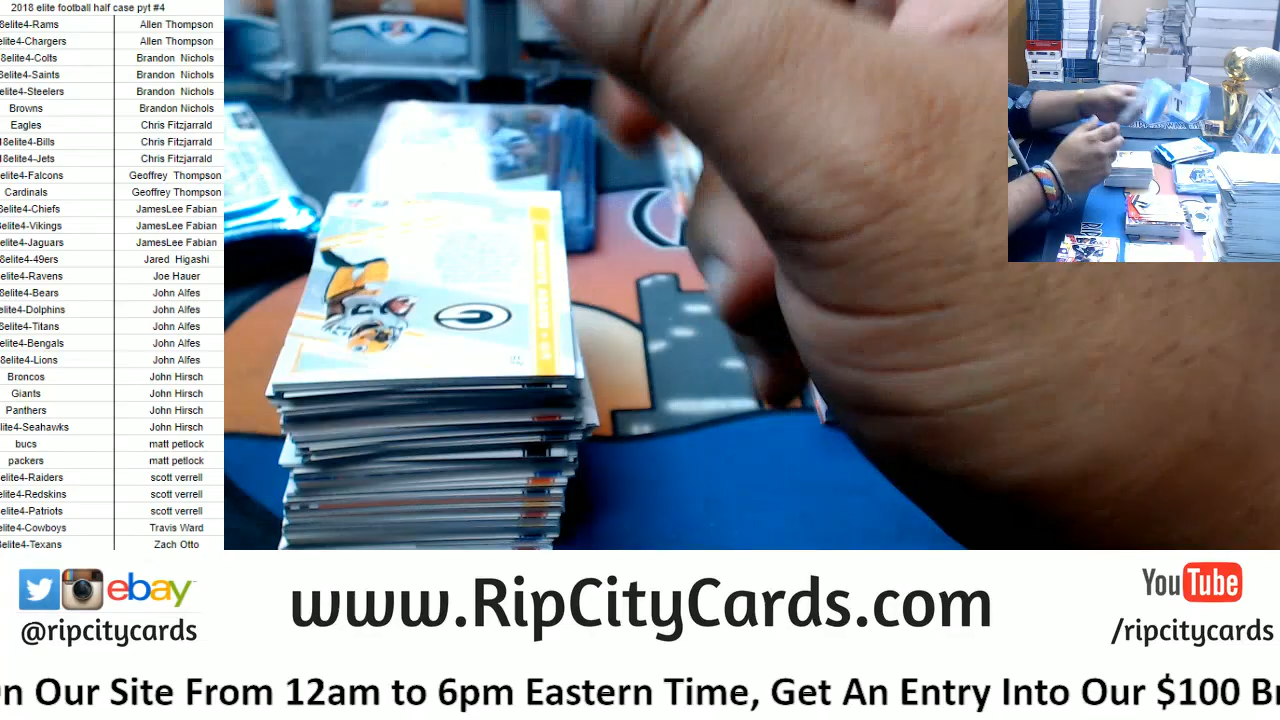 2018 elite football half case pyt #4
8elite4-Rams Allen Thompson
elite4-Chargers Allen Thompson
8elite4-Colts Brandon Nichols
8elite4-Saints Brandon Nichols
elite4-Steelers Brandon Nichols
Browns Brandon Nichols
Eagles Chris Fitzjarrald
18elite4-Bills Chris Fitzjarrald
18elite4-Jets Chris Fitzjarrald
elite4-Falcons Geoffrey Thompson
Cardinals Geoffrey Thompson
8elite4-Chiefs JamesLee Fabian
elite4-Vikings JamesLee Fabian
elite4-Jaguars JamesLee Fabian
8elite4-49ers Jared Higashi
elite4-Ravens Joe Hauer
8elite4-Bears John Alfes
elite4-Dolphins John Alfes
elite4-Titans John Alfes
elite4-Bengals John Alfes
8elite4-Lions John Alfes
Broncos John Hirsch
Giants John Hirsch
Panthers John Hirsch
elite4-Seahawks John Hirsch
bucs matt petlock
packers matt petlock
elite4-Raiders scott verrell
elite4-Redskins scott verrell
elite4-Patriots scott verrell
elite4-Cowboys Travis Ward
8elite4-Texans Zach Otto
G
ebay
@ripcitycards
www.RipCityCards.com
YouTube
/ripcitycards
On Our Site From 12am to 6pm Eastern Time, Get An Entry Into Our $100 Br